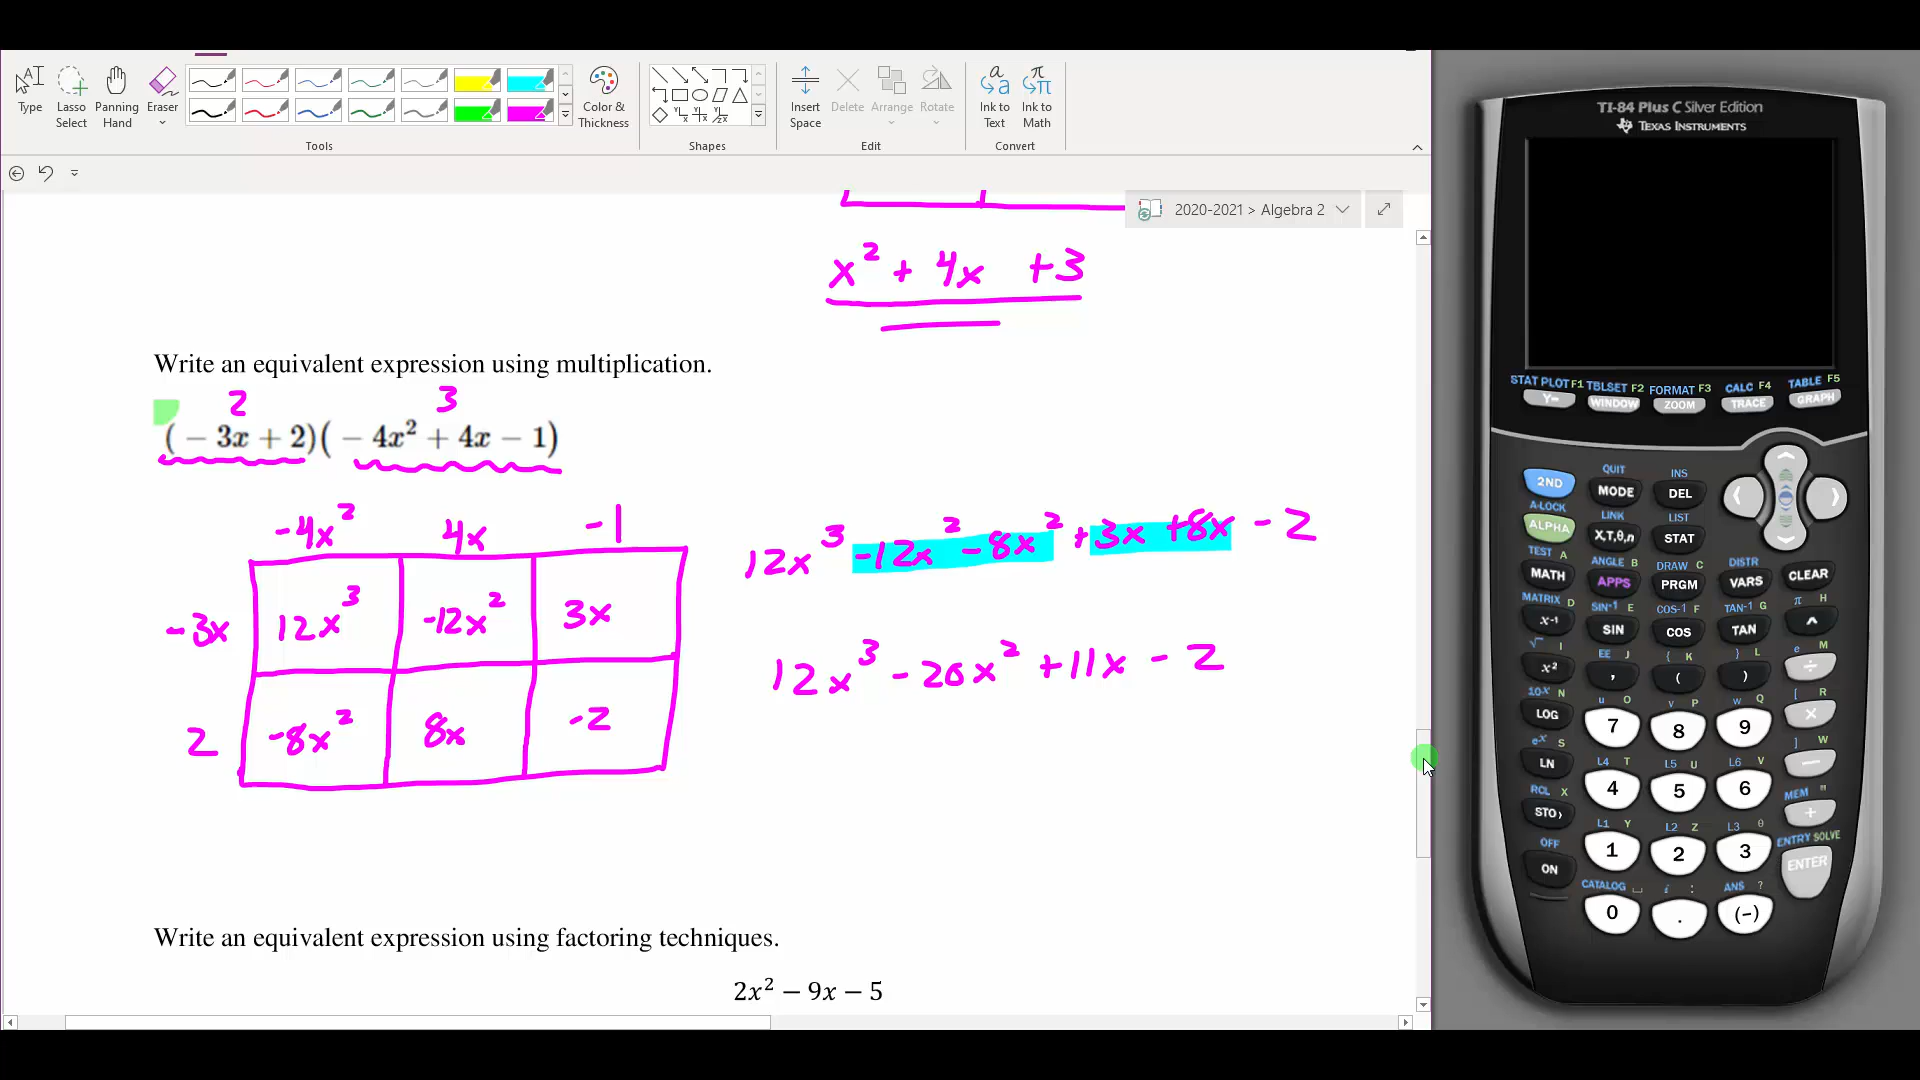 Type
Lasso Select
Panning Hand
Eraser
Color & Thickness
Insert Space
Delete
Arrange
Rotate
Ink to Text
Ink to Math
Tools
Shapes
Edit
Convert
2020-2021 > Algebra 2
x² + 4x +3
Write an equivalent expression using multiplication.
2 3
(− 3x + 2)(− 4x² + 4x − 1)
-4x² 4x -1
-3x 12x³ -12x² 3x
2 -8x² 8x -2
12x³ -12x² -8x² +3x +8x - 2
12x³ - 20x² + 11x - 2
Write an equivalent expression using factoring techniques.
2x² − 9x − 5
TI-84 Plus C Silver Edition
TEXAS INSTRUMENTS
STAT PLOT F1 TBLSET F2 FORMAT F3 CALC F4 TABLE F5
Y= WINDOW ZOOM TRACE GRAPH
QUIT INS
2ND MODE DEL
A-LOCK LINK LIST
ALPHA X,T,θ,n STAT
TEST A ANGLE B DRAW C DISTR
MATH APPS PRGM VARS CLEAR
MATRIX D SIN⁻¹ E COS⁻¹ F TAN⁻¹ G π H
x⁻¹ SIN COS TAN ^
√ I EE J { K } L e M
x² , ( ) ÷
10ˣ N u O v P w Q [ R
LOG 7 8 9 ×
eˣ S L4 T L5 U L6 V ] W
LN 4 5 6 −
RCL X L1 Y L2 Z L3 θ MEM "
STO› 1 2 3 +
OFF CATALOG ␣ i : ANS ? ENTRY SOLVE
ON 0 . (-) ENTER